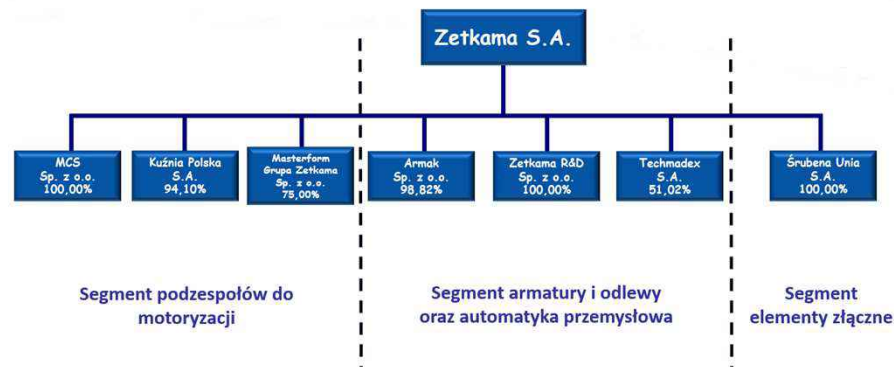 Zetkama S.A.
MCS
Sp. z o.o.
100,00%
Kuźnia Polska
S.A.
94,10%
Masterform
Grupa Zetkama
Sp. z o.o.
75,00%
Armak
Sp. z o.o.
98,82%
Zetkama R&D
Sp. z o.o.
100,00%
Techmadex
S.A.
51,02%
Śrubena Unia
S.A.
100,00%
Segment podzespołów do
motoryzacji
Segment armatury i odlewy
oraz automatyka przemysłowa
Segment
elementy złączne